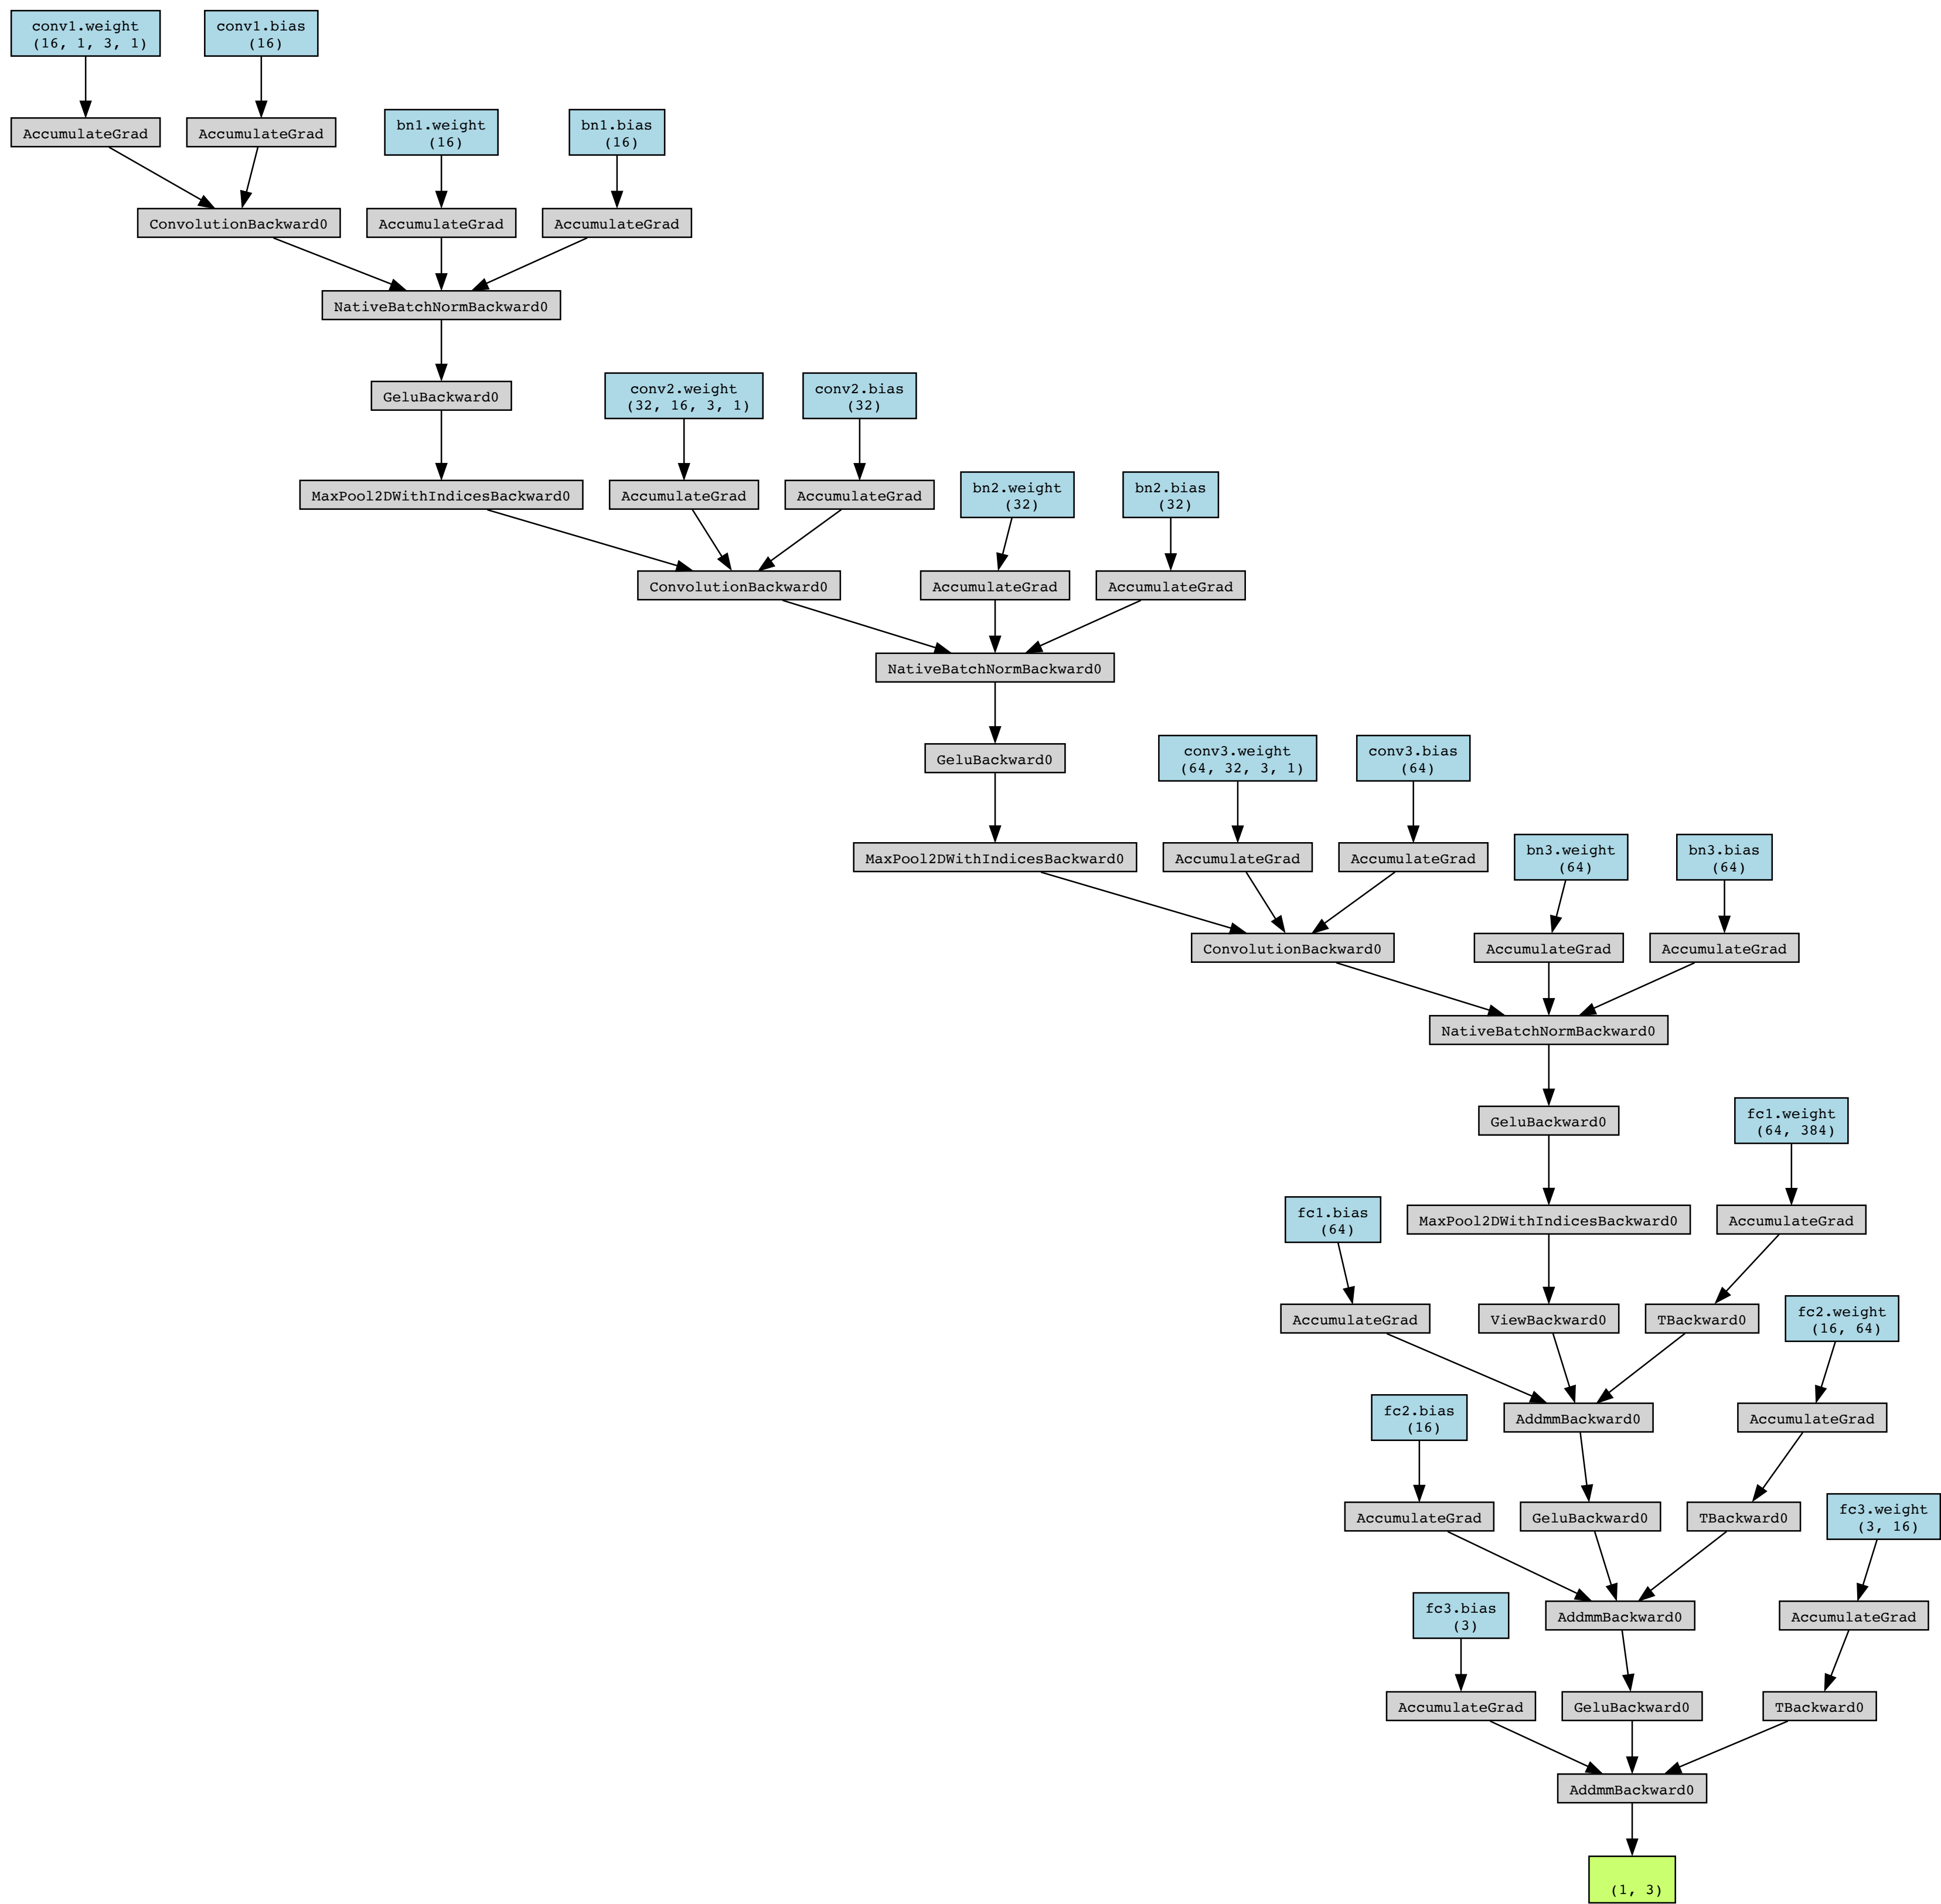 conv1.weight
(16, 1, 3, 1)
conv1.bias
(16)
AccumulateGrad
AccumulateGrad
bn1.weight
(16)
bn1.bias
(16)
ConvolutionBackward0
AccumulateGrad
AccumulateGrad
NativeBatchNormBackward0
GeluBackward0
conv2.weight
(32, 16, 3, 1)
conv2.bias
(32)
MaxPool2DWithIndicesBackward0
AccumulateGrad
AccumulateGrad
bn2.weight
(32)
bn2.bias
(32)
ConvolutionBackward0
AccumulateGrad
AccumulateGrad
NativeBatchNormBackward0
GeluBackward0
conv3.weight
(64, 32, 3, 1)
conv3.bias
(64)
MaxPool2DWithIndicesBackward0
AccumulateGrad
AccumulateGrad
bn3.weight
(64)
bn3.bias
(64)
ConvolutionBackward0
AccumulateGrad
AccumulateGrad
NativeBatchNormBackward0
GeluBackward0
fc1.weight
(64, 384)
fc1.bias
(64)
MaxPool2DWithIndicesBackward0
AccumulateGrad
AccumulateGrad
ViewBackward0
TBackward0
fc2.weight
(16, 64)
fc2.bias
(16)
AddmmBackward0
AccumulateGrad
AccumulateGrad
GeluBackward0
TBackward0
fc3.weight
(3, 16)
fc3.bias
(3)
AddmmBackward0
AccumulateGrad
AccumulateGrad
GeluBackward0
TBackward0
AddmmBackward0
(1, 3)